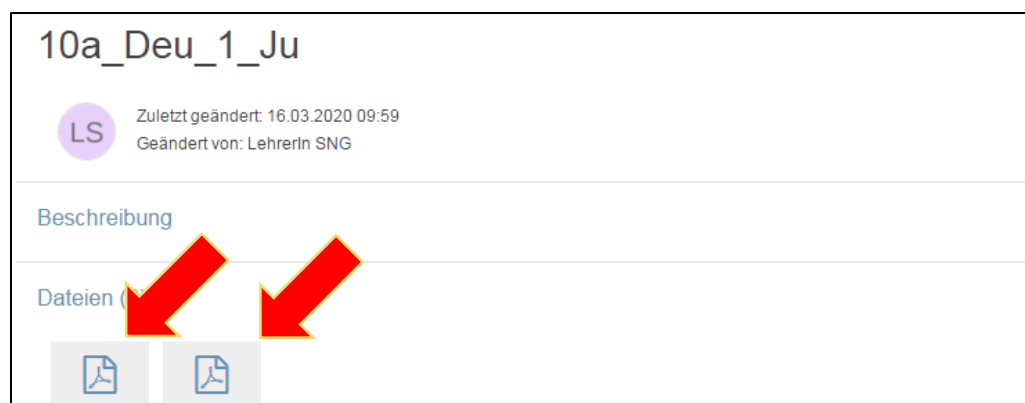 10a_Deu_1_Ju
LS
Zuletzt geändert: 16.03.2020 09:59
Geändert von: LehrerIn SNG
Beschreibung
Dateien (